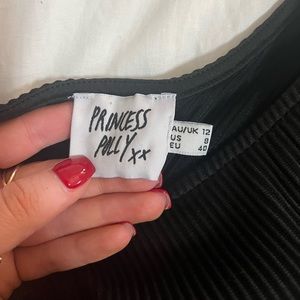 PRINCESS
POLLY xx
AU/UK 12
US 8
EU 40